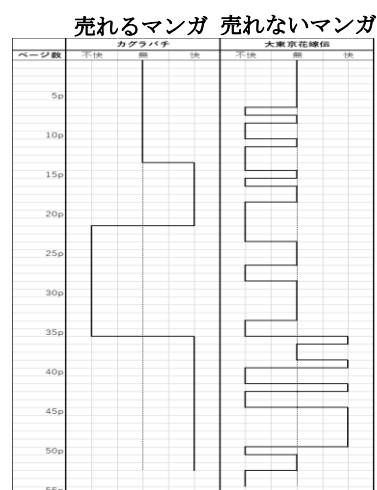 売れるマンガ 売れないマンガ
カグラバチ 大東京花嫁伝
ページ数 不快 無 快 不快 無 快
5p
10p
15p
20p
25p
30p
35p
40p
45p
50p
55p